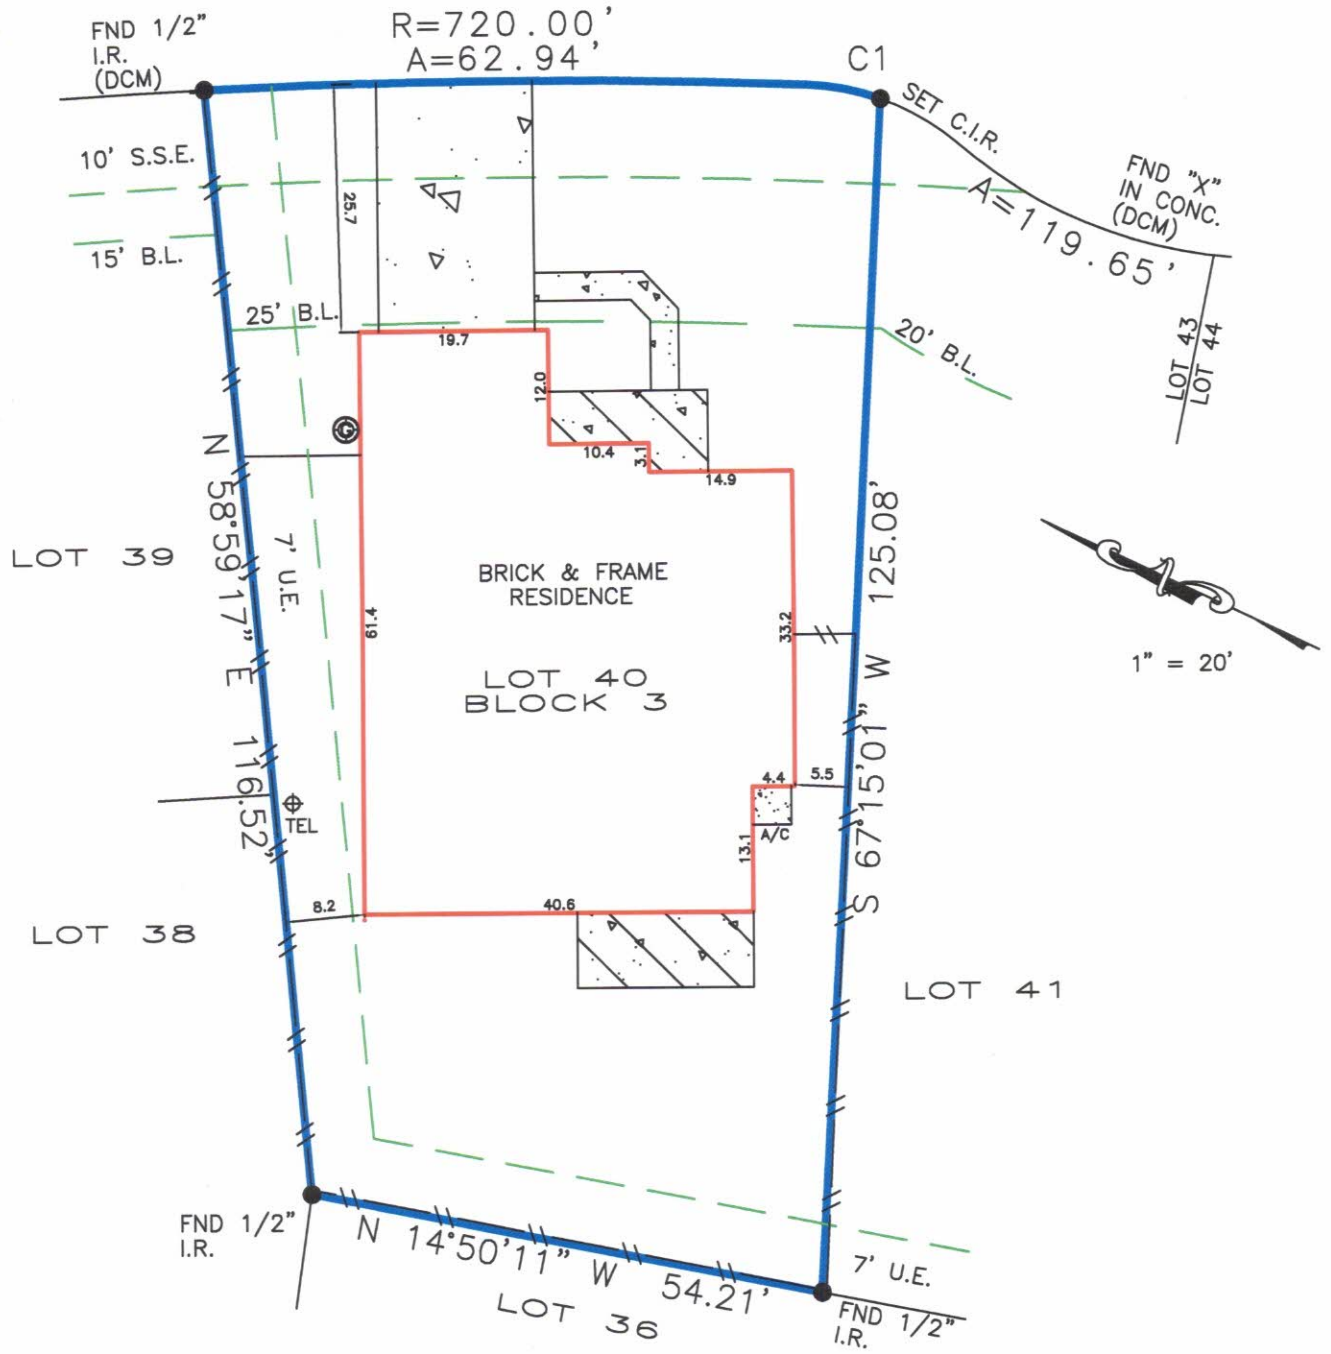 FND 1/2"
I.R.
(DCM)
R=720.00'
A=62.94'
C1
SET C.I.R.
FND "X"
IN CONC.
(DCM)
A=119.65'
10' S.S.E.
15' B.L.
25' B.L.
20' B.L.
LOT 43
LOT 44
25.7
19.7
12.0
10.4
3.1
14.9
G
N 58°59'17" E 116.52'
LOT 39
7' U.E.
61.4
BRICK & FRAME
RESIDENCE
LOT 40
BLOCK 3
33.2
S 67°15'01" W 125.08'
1" = 20'
4.4
5.5
A/C
13.1
TEL
8.2
40.6
LOT 38
LOT 41
FND 1/2"
I.R.
N 14°50'11" W 54.21'
7' U.E.
LOT 36
FND 1/2"
I.R.